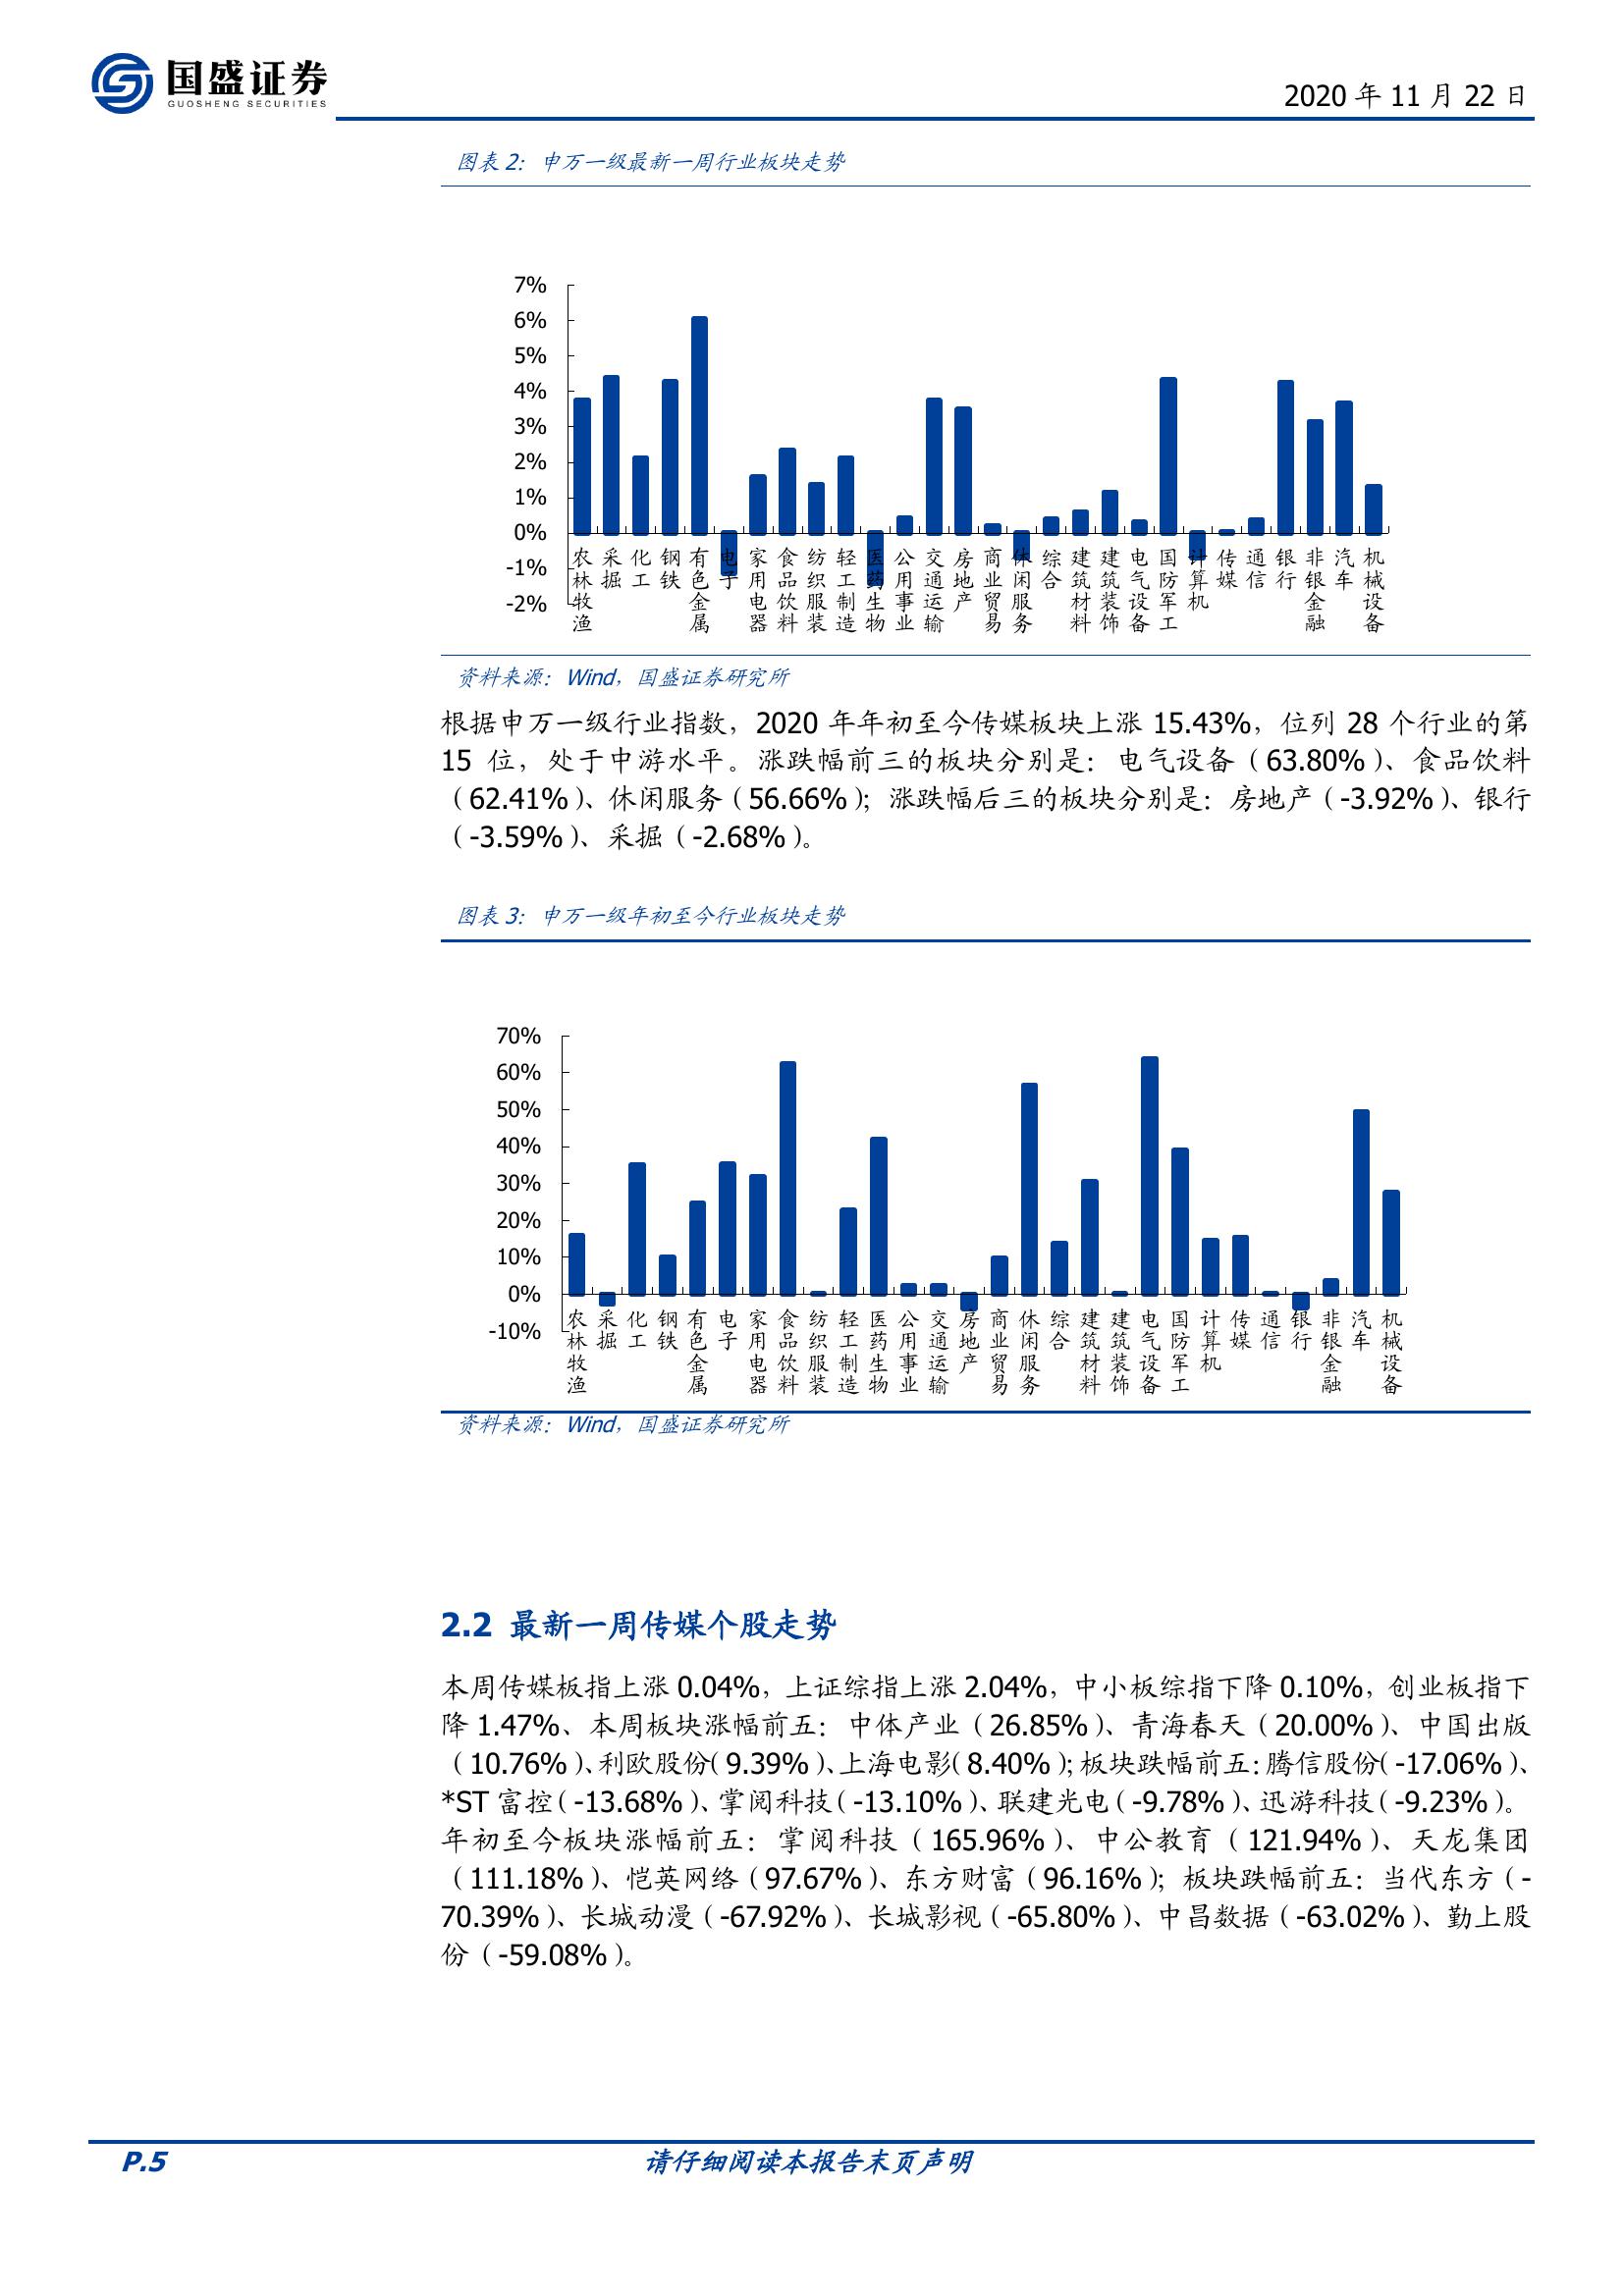 国盛证券
GUOSHENG SECURITIES
2020 年 11 月 22 日
图表 2： 申万一级最新一周行业板块走势
7%
6%
5%
4%
3%
2%
1%
0%
-1%
-2%
农林牧渔
采掘
化工
钢铁
有色金属
电子
家用电器
食品饮料
纺织服装
轻工制造
医药生物
公用事业
交通运输
房地产
商业贸易
休闲服务
综合
建筑材料
建筑装饰
电气设备
国防军工
计算机
传媒
通信
银行
非银金融
汽车
机械设备
资料来源：Wind，国盛证券研究所
根据申万一级行业指数，2020 年年初至今传媒板块上涨 15.43%，位列 28 个行业的第
15 位，处于中游水平。涨跌幅前三的板块分别是：电气设备（63.80%）、食品饮料
（62.41%）、休闲服务（56.66%）；涨跌幅后三的板块分别是：房地产（-3.92%）、银行
（-3.59%）、采掘（-2.68%）。
图表 3： 申万一级年初至今行业板块走势
70%
60%
50%
40%
30%
20%
10%
0%
-10%
农林牧渔
采掘
化工
钢铁
有色金属
电子
家用电器
食品饮料
纺织服装
轻工制造
医药生物
公用事业
交通运输
房地产
商业贸易
休闲服务
综合
建筑材料
建筑装饰
电气设备
国防军工
计算机
传媒
通信
银行
非银金融
汽车
机械设备
资料来源：Wind，国盛证券研究所
2.2 最新一周传媒个股走势
本周传媒板指上涨 0.04%，上证综指上涨 2.04%，中小板综指下降 0.10%，创业板指下
降 1.47%、本周板块涨幅前五：中体产业（26.85%）、青海春天（20.00%）、中国出版
（10.76%）、利欧股份（9.39%）、上海电影（8.40%）；板块跌幅前五：腾信股份（-17.06%）、
*ST 富控（-13.68%）、掌阅科技（-13.10%）、联建光电（-9.78%）、迅游科技（-9.23%）。
年初至今板块涨幅前五：掌阅科技（165.96%）、中公教育（121.94%）、天龙集团
（111.18%）、恺英网络（97.67%）、东方财富（96.16%）；板块跌幅前五：当代东方（-
70.39%）、长城动漫（-67.92%）、长城影视（-65.80%）、中昌数据（-63.02%）、勤上股
份（-59.08%）。
P.5
请仔细阅读本报告末页声明